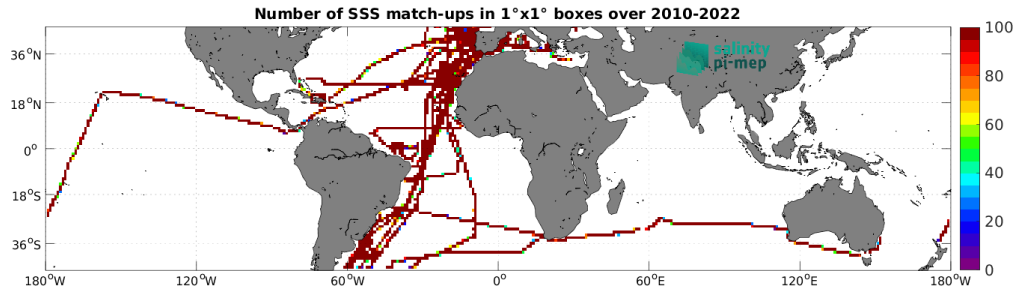 Number of SSS match-ups in 1°x1° boxes over 2010-2022
36°N
18°N
0°
18°S
36°S
180°W
120°W
60°W
0°
60°E
120°E
180°W
100
80
60
40
20
0
salinity
pi-mep